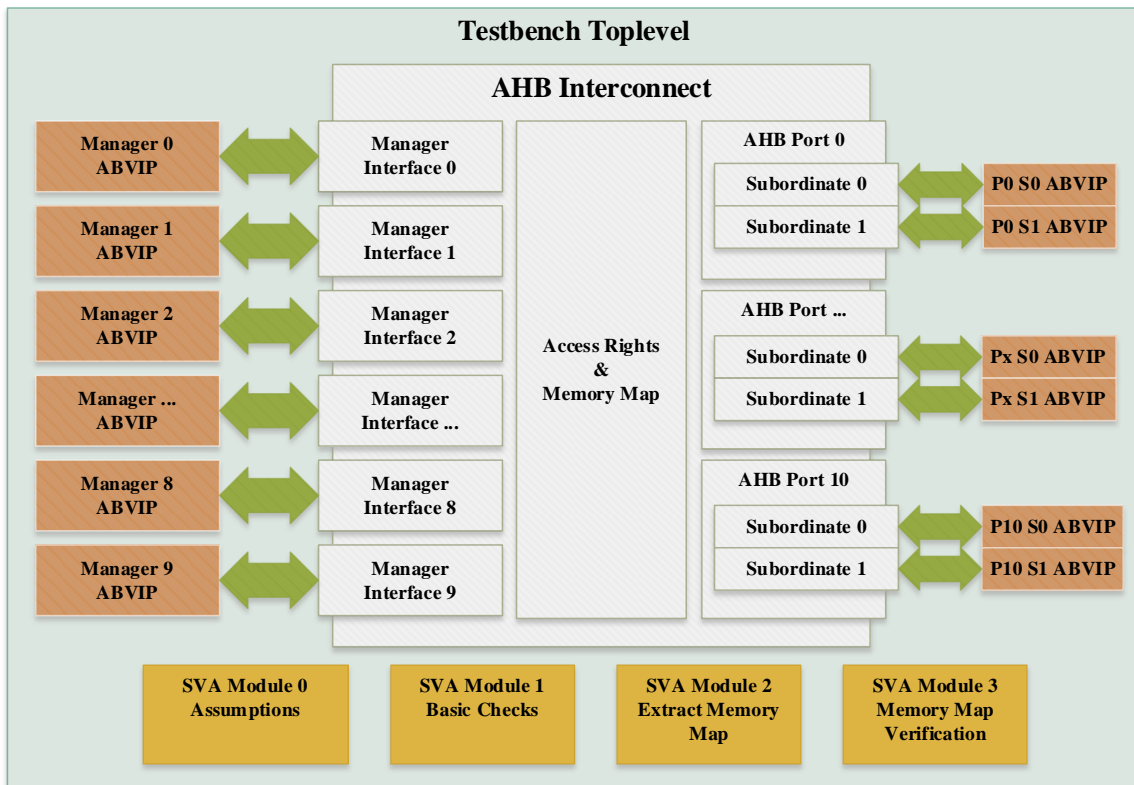 Testbench Toplevel
AHB Interconnect
Manager 0
ABVIP
Manager 1
ABVIP
Manager 2
ABVIP
Manager ...
ABVIP
Manager 8
ABVIP
Manager 9
ABVIP
Manager
Interface 0
Manager
Interface 1
Manager
Interface 2
Manager
Interface ...
Manager
Interface 8
Manager
Interface 9
Access Rights
&
Memory Map
AHB Port 0
Subordinate 0
Subordinate 1
AHB Port ...
Subordinate 0
Subordinate 1
AHB Port 10
Subordinate 0
Subordinate 1
P0 S0 ABVIP
P0 S1 ABVIP
Px S0 ABVIP
Px S1 ABVIP
P10 S0 ABVIP
P10 S1 ABVIP
SVA Module 0
Assumptions
SVA Module 1
Basic Checks
SVA Module 2
Extract Memory
Map
SVA Module 3
Memory Map
Verification